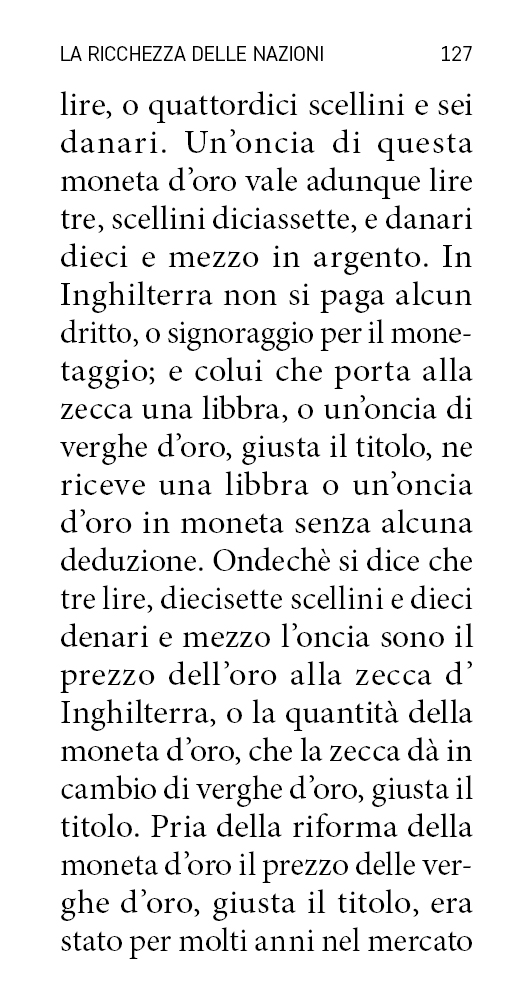 LA RICCHEZZA DELLE NAZIONI 127
lire, o quattordici scellini e sei
danari. Un’oncia di questa
moneta d’oro vale adunque lire
tre, scellini diciassette, e danari
dieci e mezzo in argento. In
Inghilterra non si paga alcun
dritto, o signoraggio per il mone-
taggio; e colui che porta alla
zecca una libbra, o un’oncia di
verghe d’oro, giusta il titolo, ne
riceve una libbra o un’oncia
d’oro in moneta senza alcuna
deduzione. Ondechè si dice che
tre lire, diecisette scellini e dieci
denari e mezzo l’oncia sono il
prezzo dell’oro alla zecca d’
Inghilterra, o la quantità della
moneta d’oro, che la zecca dà in
cambio di verghe d’oro, giusta il
titolo. Pria della riforma della
moneta d’oro il prezzo delle ver-
ghe d’oro, giusta il titolo, era
stato per molti anni nel mercato